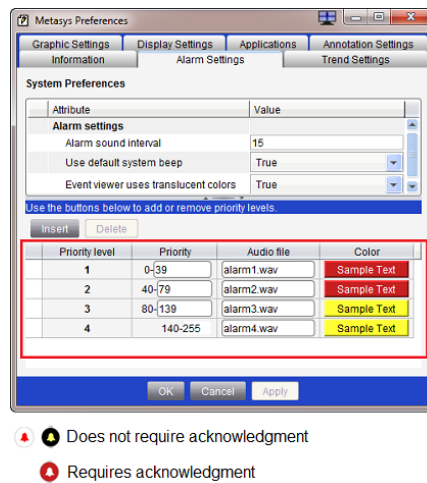 Metasys Preferences
Graphic Settings Display Settings Applications Annotation Settings
Information Alarm Settings Trend Settings
System Preferences
Attribute Value
Alarm settings
Alarm sound interval 15
Use default system beep True
Event viewer uses translucent colors True
Use the buttons below to add or remove priority levels.
Insert Delete
Priority level Priority Audio file Color
1 0-39 alarm1.wav Sample Text
2 40-79 alarm2.wav Sample Text
3 80-139 alarm3.wav Sample Text
4 140-255 alarm4.wav Sample Text
OK Cancel Apply
Does not require acknowledgment
Requires acknowledgment